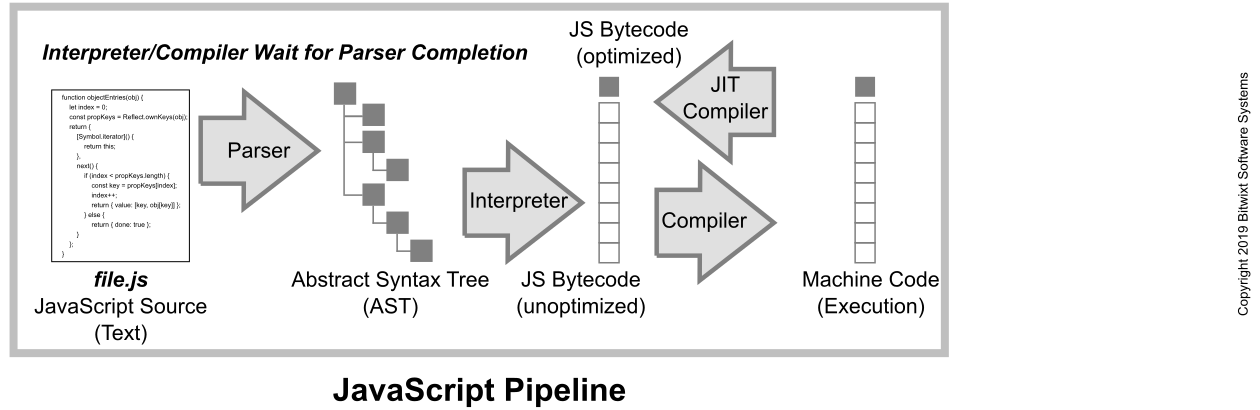 Interpreter/Compiler Wait for Parser Completion
function objectEntries(obj) {
let index = 0;
const propKeys = Reflect.ownKeys(obj);
return {
[Symbol.iterator]() {
return this;
},
next() {
if (index < propKeys.length) {
const key = propKeys[index];
index++;
return { value: [key, obj[key]] };
} else {
return { done: true };
}
};
}
file.js
JavaScript Source
(Text)
Parser
Abstract Syntax Tree
(AST)
Interpreter
JS Bytecode
(optimized)
JS Bytecode
(unoptimized)
JIT
Compiler
Compiler
Machine Code
(Execution)
JavaScript Pipeline
Copyright 2019 Bitwixt Software Systems